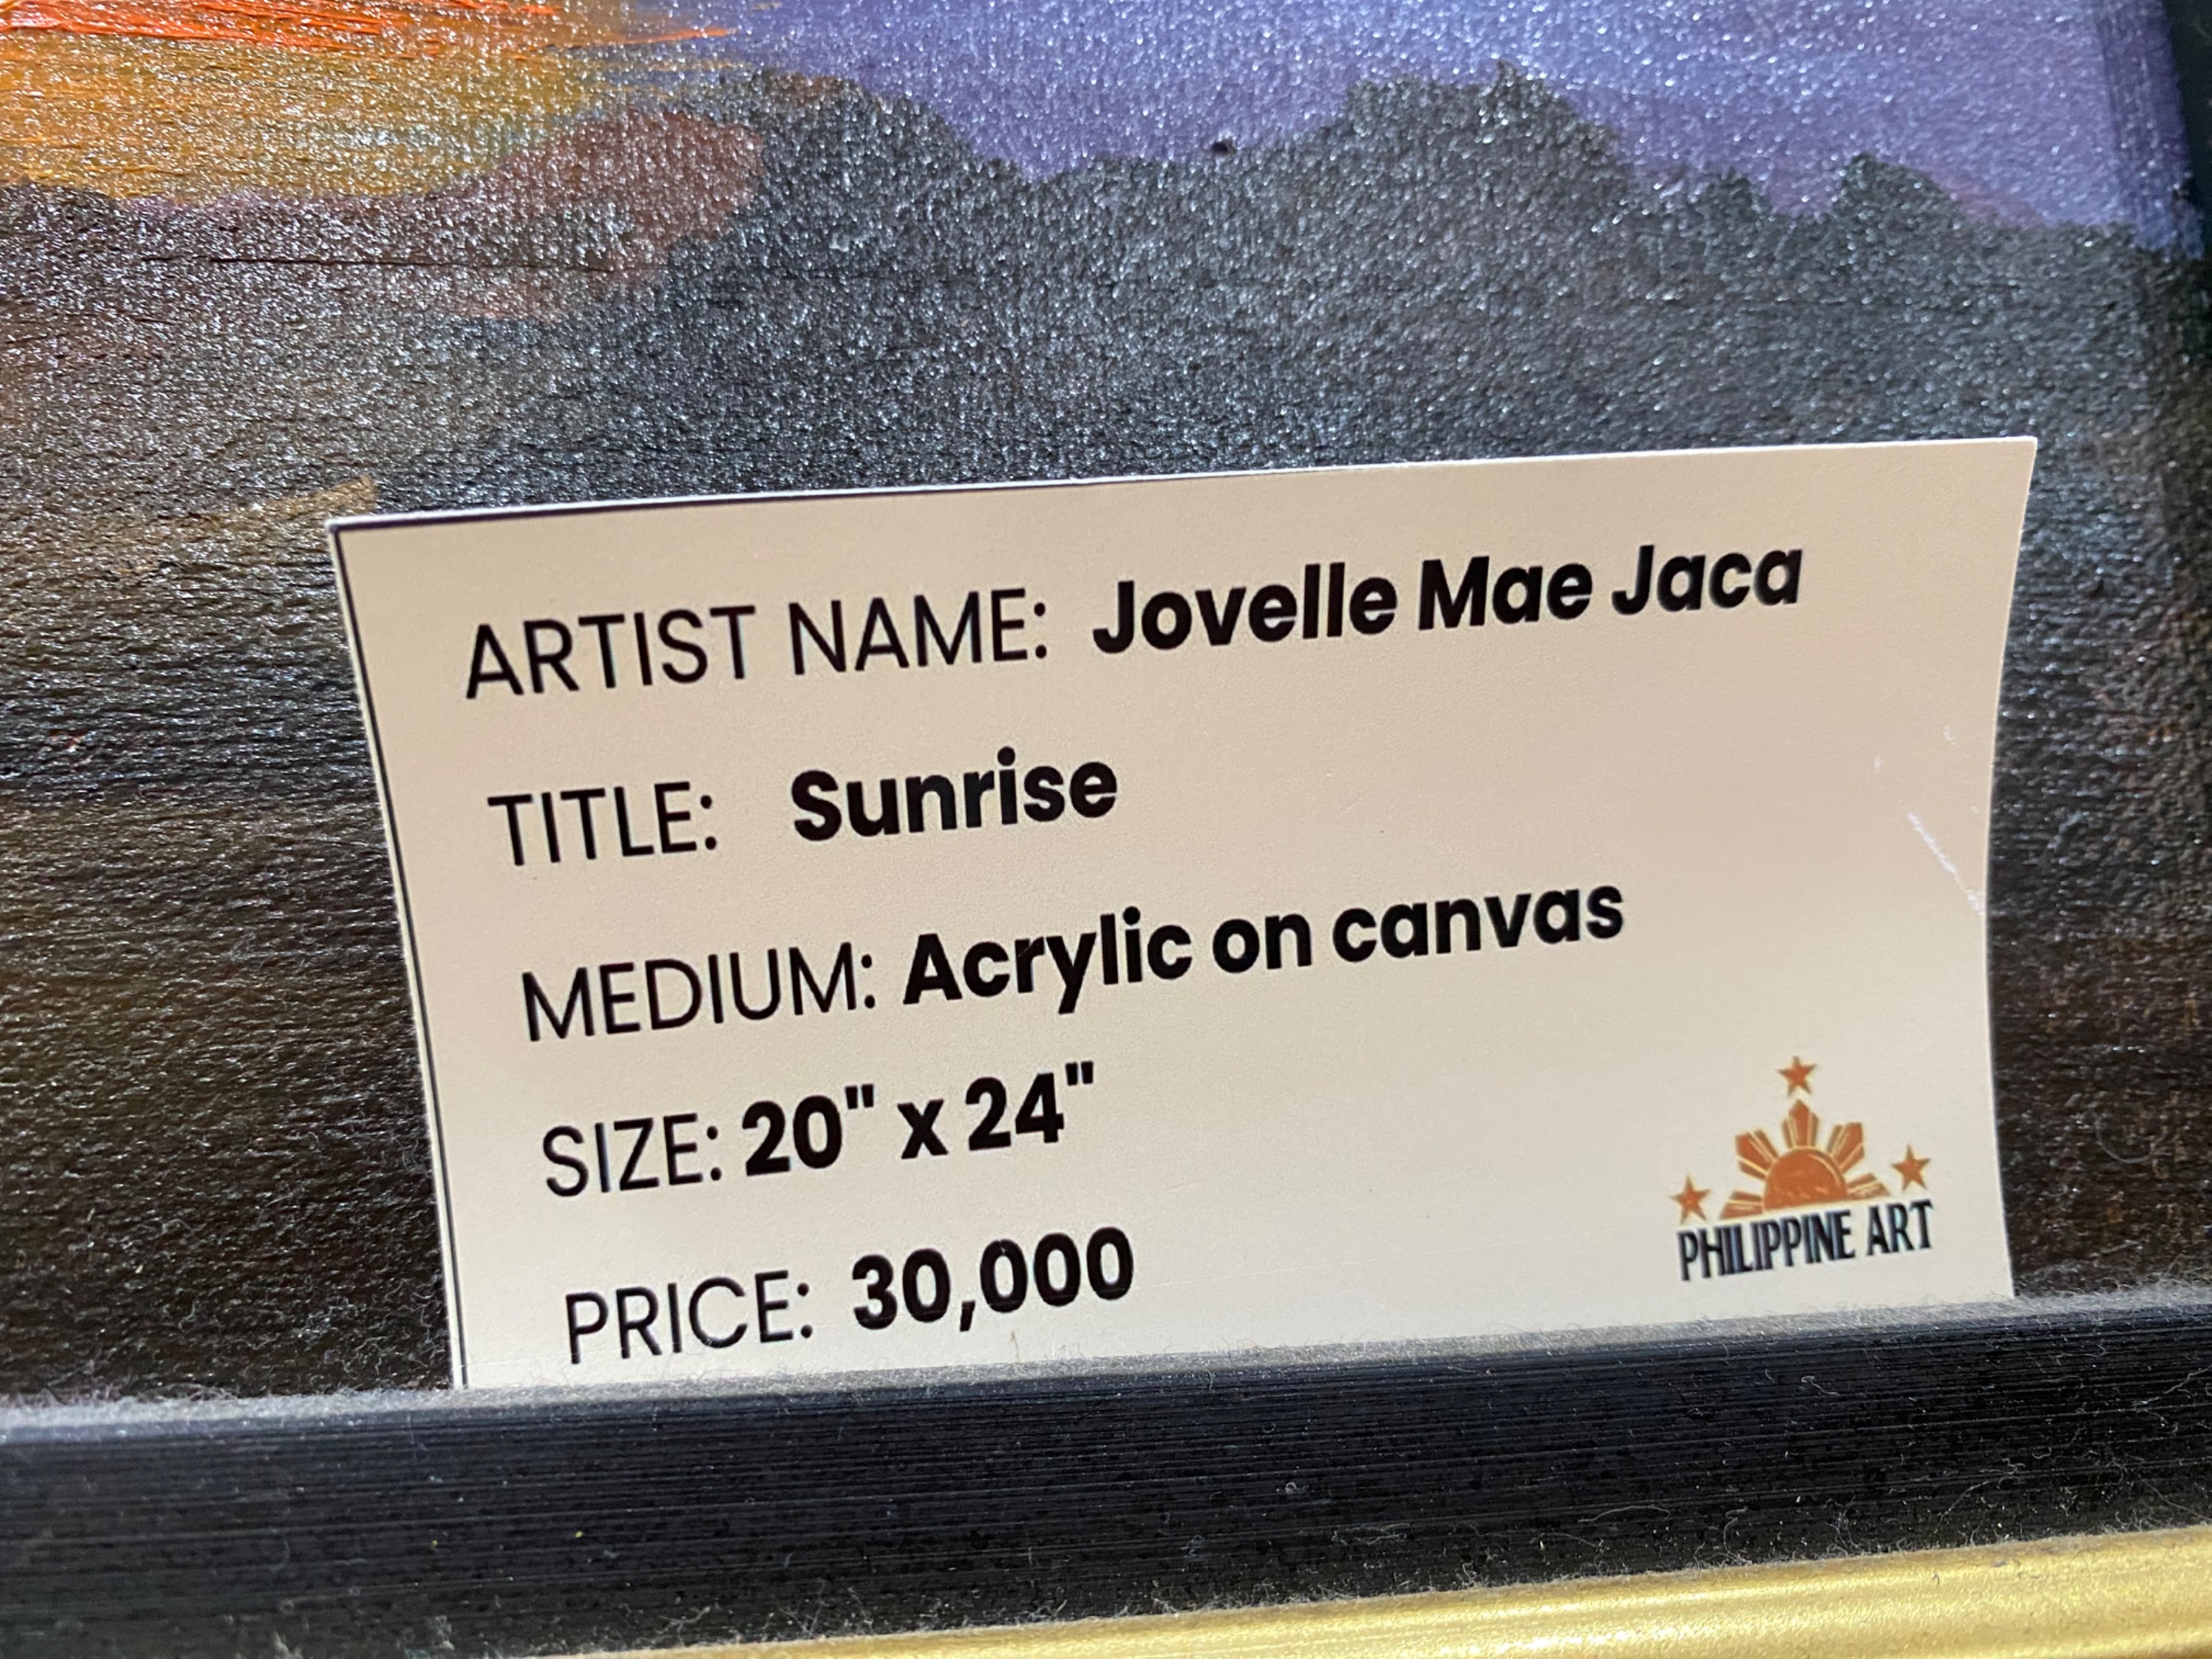 ARTIST NAME: Jovelle Mae Jaca
TITLE: Sunrise
MEDIUM: Acrylic on canvas
SIZE: 20" x 24"
PRICE: 30,000
PHILIPPINE ART